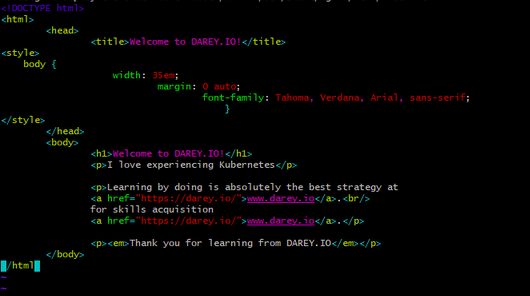 <!DOCTYPE html>
<html>
<head>
<title>Welcome to DAREY.IO!</title>
<style>
body {
width: 35em;
margin: 0 auto;
font-family: Tahoma, Verdana, Arial, sans-serif;
}
</style>
</head>
<body>
<h1>Welcome to DAREY.IO!</h1>
<p>I love experiencing Kubernetes</p>
<p>Learning by doing is absolutely the best strategy at
<a href="https://darey.io/">www.darey.io</a>.<br/>
for skills acquisition
<a href="https://darey.io/">www.darey.io</a>.</p>
<p><em>Thank you for learning from DAREY.IO</em></p>
</body>
</html>
~
~